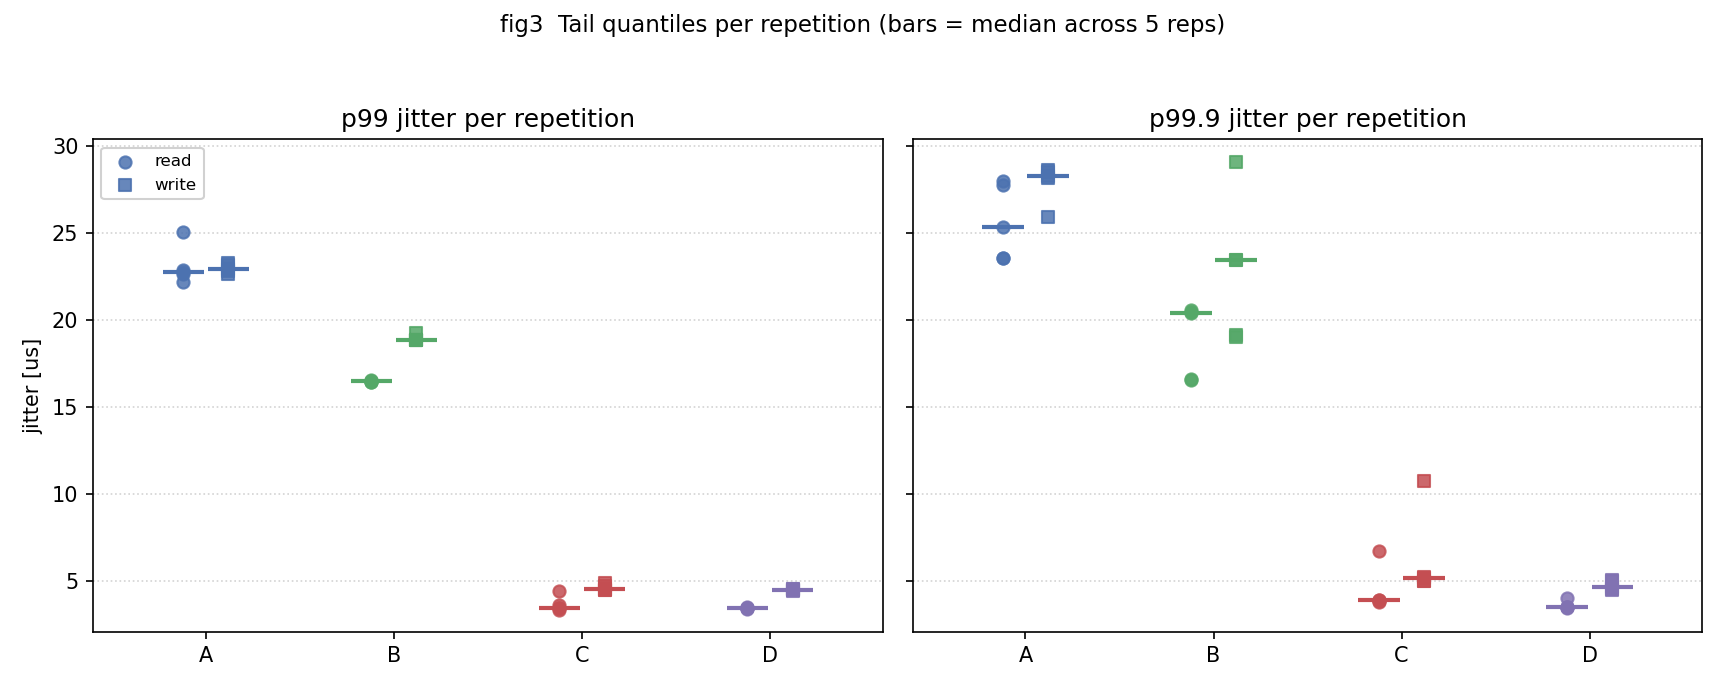 fig3  Tail quantiles per repetition (bars = median across 5 reps)
p99 jitter per repetition
p99.9 jitter per repetition
read
write
30
25
20
15
10
5
jitter [us]
A
B
C
D
A
B
C
D